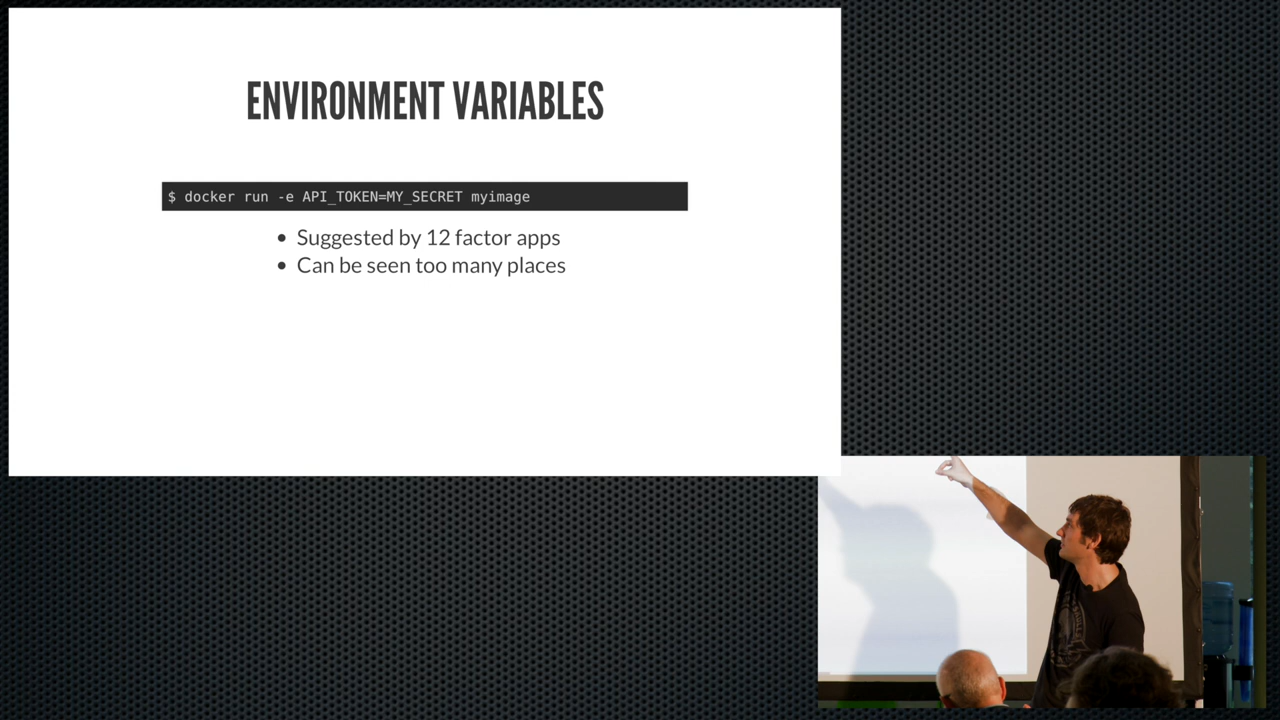 ENVIRONMENT VARIABLES
$ docker run -e API_TOKEN=MY_SECRET myimage
• Suggested by 12 factor apps
• Can be seen too many places